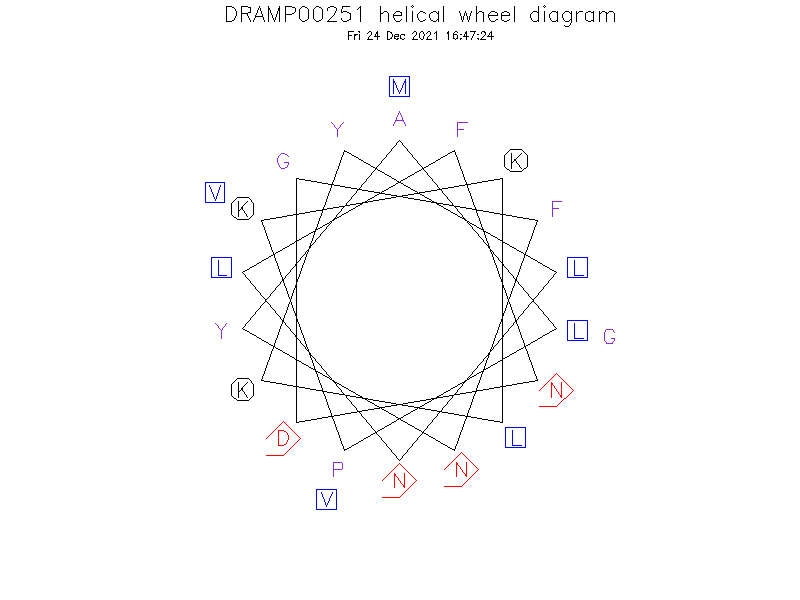 DRAMP00251 helical wheel diagram
Fri 24 Dec 2021 16:47:24
M
A
Y
F
G
K
V
K
F
L
L
Y
L
G
K
N
D
L
P
N
N
V